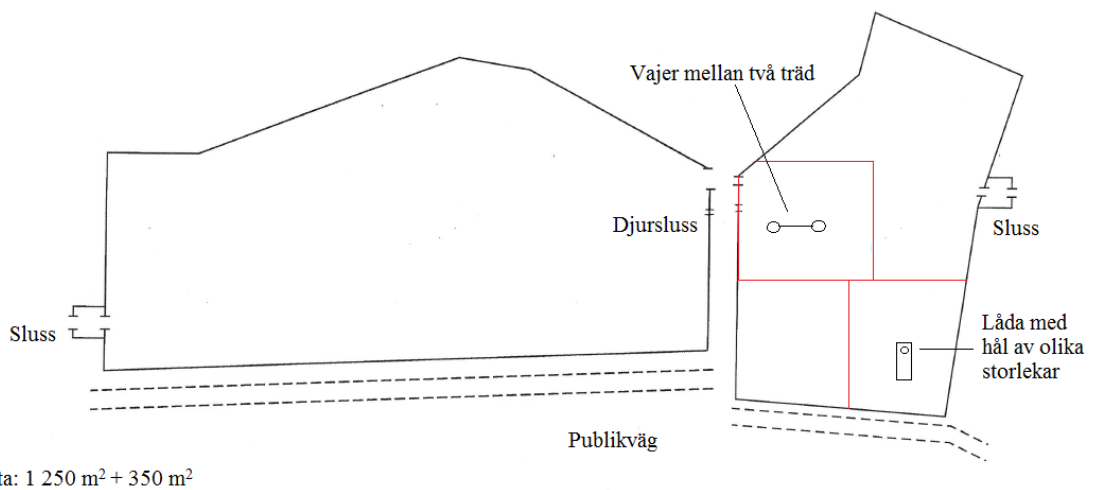 Vajer mellan två träd
Djursluss
Sluss
Sluss
Låda med
hål av olika
storlekar
Publikväg
ta: 1 250 m² + 350 m²